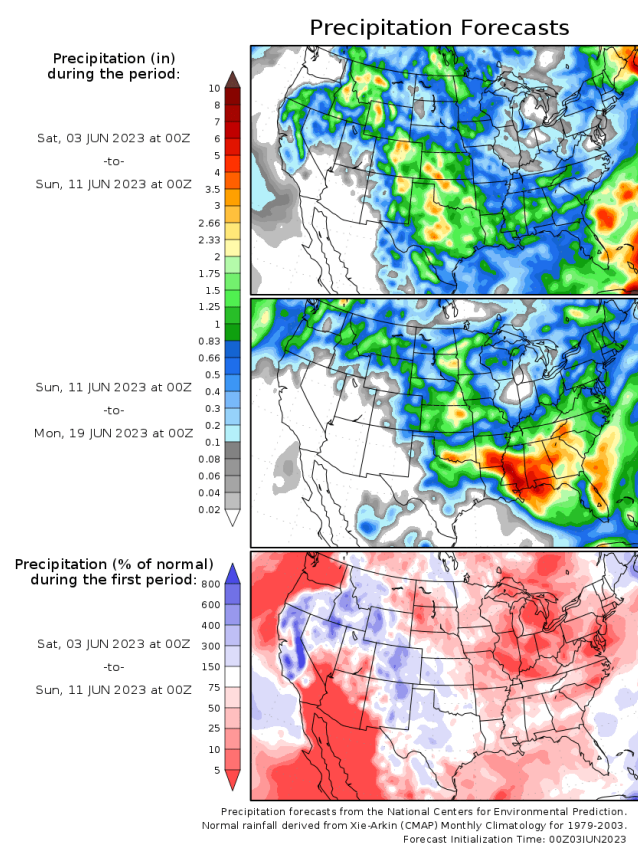 Precipitation Forecasts
Precipitation (in)
during the period:
Sat, 03 JUN 2023 at 00Z
-to-
Sun, 11 JUN 2023 at 00Z
10
8
7
6
5
4
3.5
3
2.66
2.33
2
1.75
1.5
1.25
1
0.83
0.66
0.5
0.4
0.3
0.2
0.1
0.08
0.06
0.04
0.02
Sun, 11 JUN 2023 at 00Z
-to-
Mon, 19 JUN 2023 at 00Z
Precipitation (% of normal)
during the first period:
Sat, 03 JUN 2023 at 00Z
-to-
Sun, 11 JUN 2023 at 00Z
800
600
400
300
150
75
50
25
10
5
Precipitation forecasts from the National Centers for Environmental Prediction.
Normal rainfall derived from Xie-Arkin (CMAP) Monthly Climatology for 1979-2003.
Forecast Initialization Time: 00Z03JUN2023